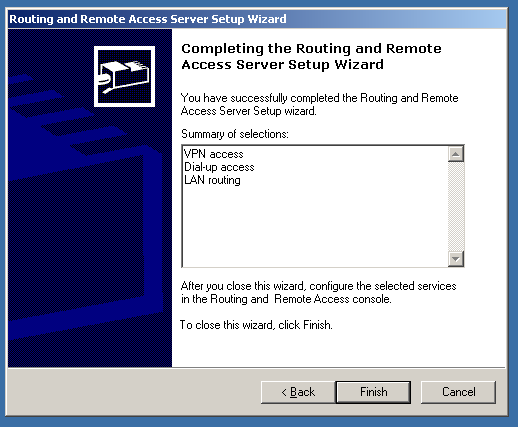 Routing and Remote Access Server Setup Wizard
Completing the Routing and Remote
Access Server Setup Wizard
You have successfully completed the Routing and Remote
Access Server Setup wizard.
Summary of selections:
VPN access
Dial-up access
LAN routing
After you close this wizard, configure the selected services
in the Routing and Remote Access console.
To close this wizard, click Finish.
< Back Finish Cancel